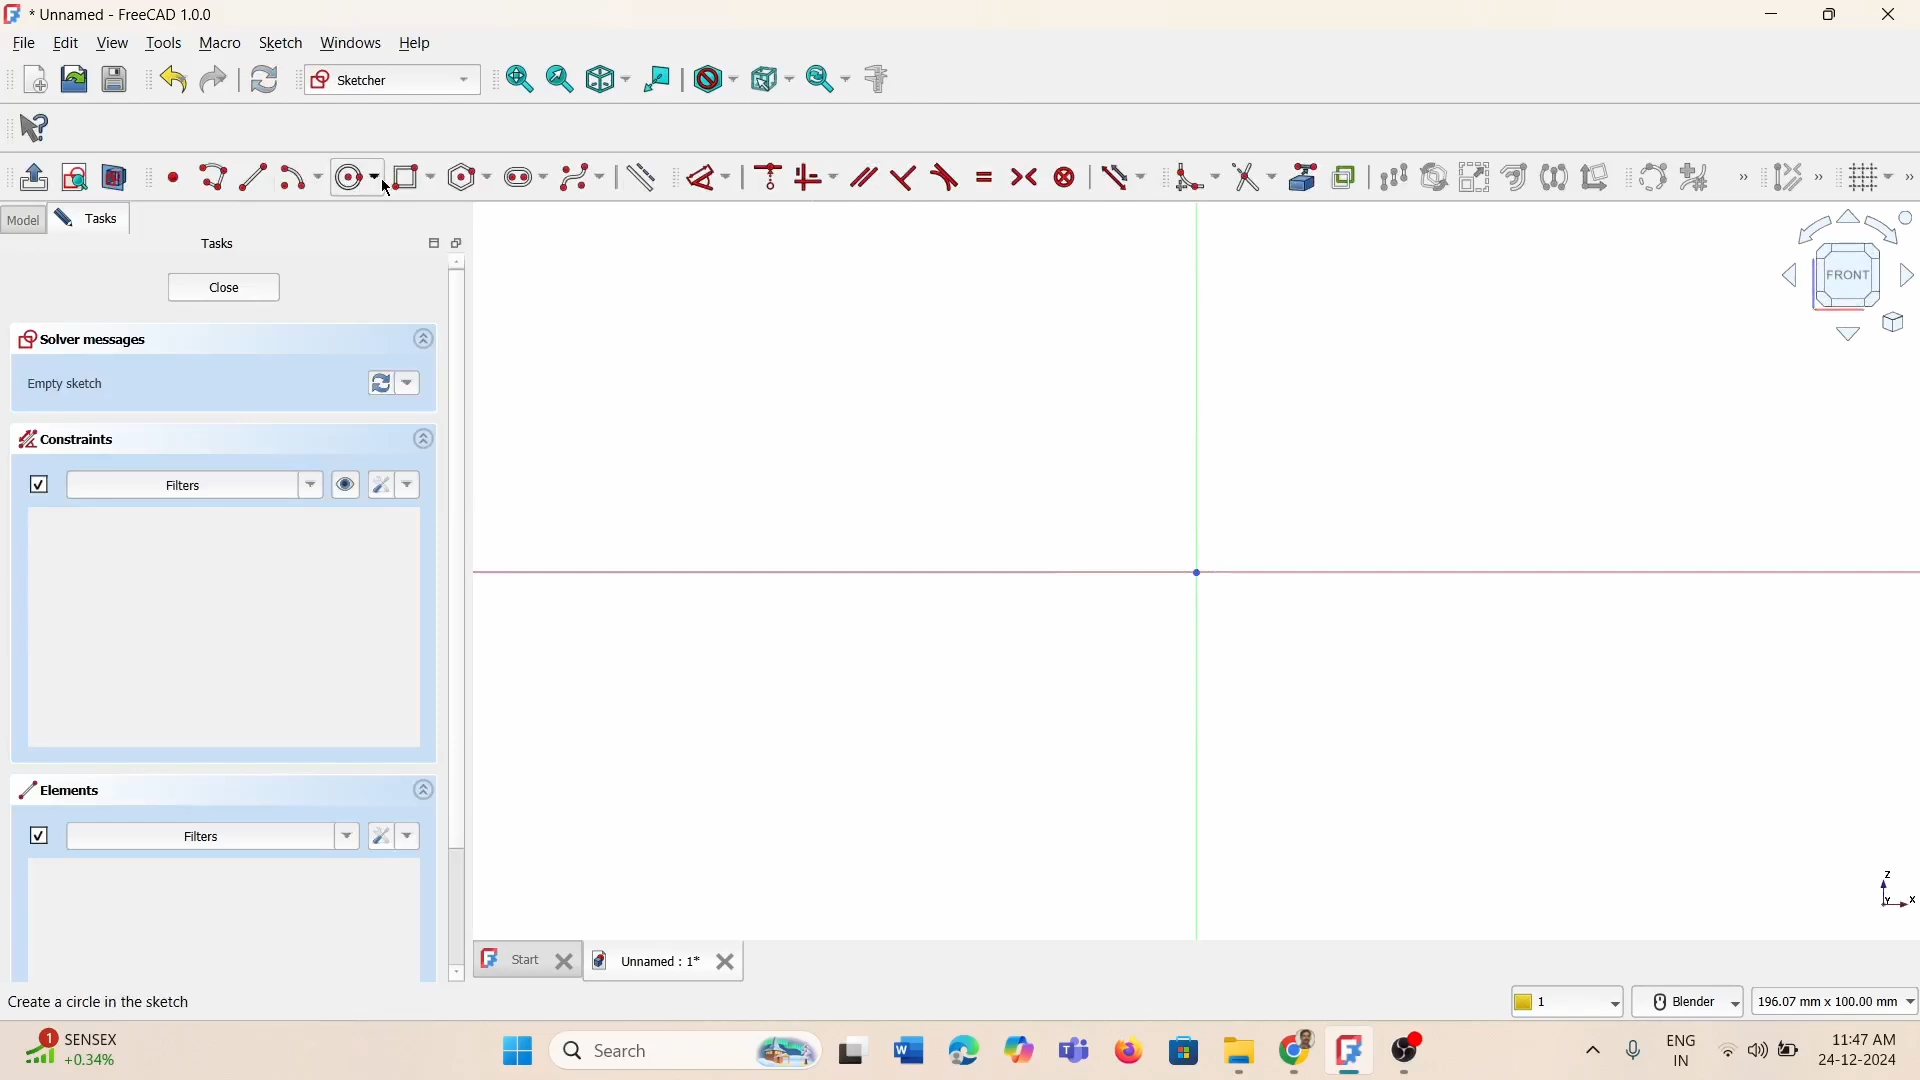 * Unnamed - FreeCAD 1.0.0
File Edit View Tools Macro Sketch Windows Help
Sketcher
Model Tasks
Tasks
Close
Solver messages
Empty sketch
Constraints
Filters
Elements
Filters
FRONT
Z
Y X
Start Unnamed : 1*
Create a circle in the sketch
1 Blender 196.07 mm x 100.00 mm
1 SENSEX
+0.34%
Search
ENG
IN
11:47 AM
24-12-2024